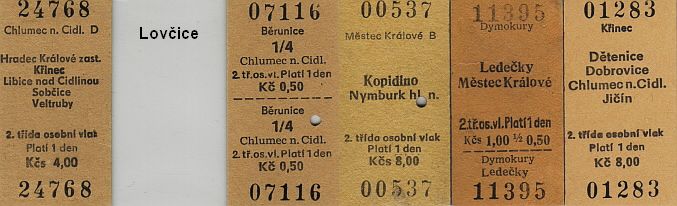 24768
Chlumec n. Cidl. D
Hradec Králové zast.
Křinec
Libice nad Cidlinou
Sobčice
Veltruby
2. třída osobní vlak
Platí 1 den
Kčs 4,00
24768
Lovčice
07116
Běrunice
1/4
Chlumec n. Cidl.
2. tř.os.vl. Platí 1 den
Kč 0,50
Běrunice
1/4
Chlumec n. Cidl.
2. tř.os.vl. Platí 1 den
Kč 0,50
07116
00537
Městec Králové B
Kopidlno
Nymburk hl. n.
2. třída osobní vlak
Platí 1 den
Kčs 8,00
00537
11395
Dymokury
Ledečky
Městec Králové
2.tř.os.vl. Platí 1 den
Kčs 1,00 ½ 0,50
Dymokury
Ledečky
11395
01283
Křinec
Dětenice
Dobrovice
Chlumec n. Cidl.
Jičín
2. třída osobní vlak
Platí 1 den
Kčs 8,00
01283